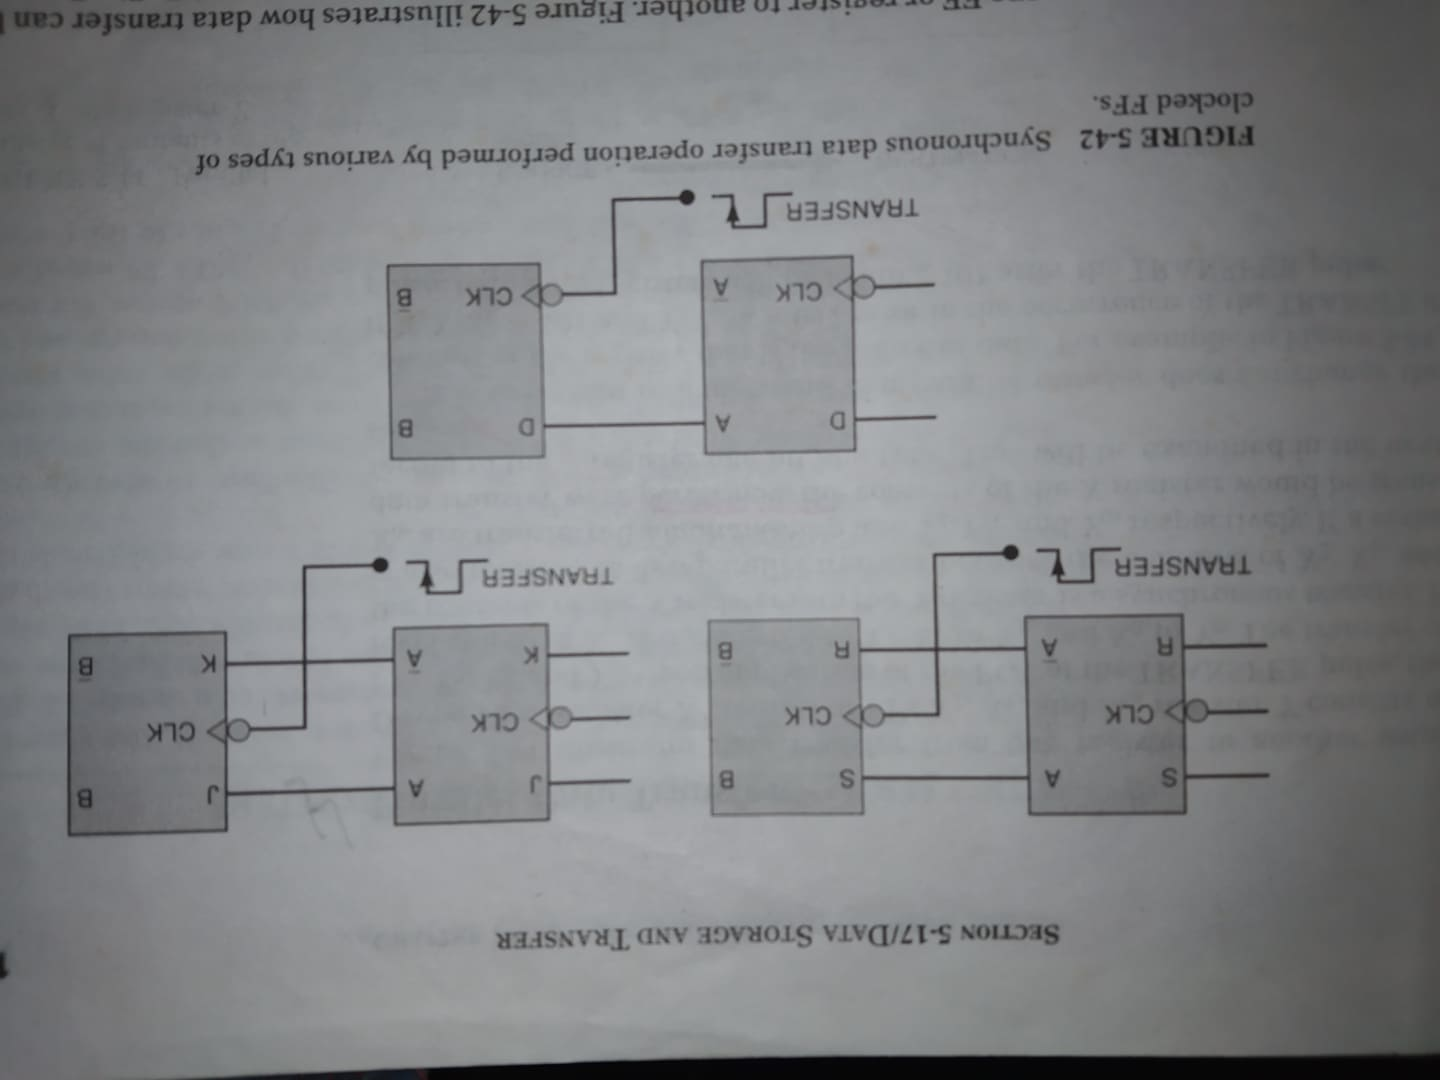 SECTION 5-17/DATA STORAGE AND TRANSFER
S A S B J A J B
CLK CLK CLK CLK
R A̅ R B̅ K A̅ K B̅
TRANSFER TRANSFER
D A D B
CLK A̅ CLK B̅
TRANSFER
FIGURE 5-42 Synchronous data transfer operation performed by various types of
clocked FFs.
FF or register to another. Figure 5-42 illustrates how data transfer can